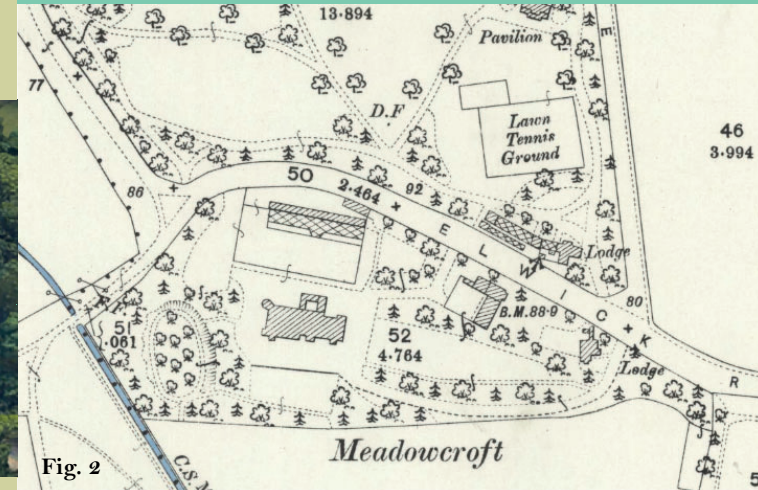 13.894
Pavilion
E
77
D.F
Lawn
Tennis
Ground
46
3.994
50
2.464
92
86
ELWICK
R
Lodge
B.M.88.9
80
51
.061
52
4.764
Lodge
Meadowcroft
C.S.
Fig. 2
5